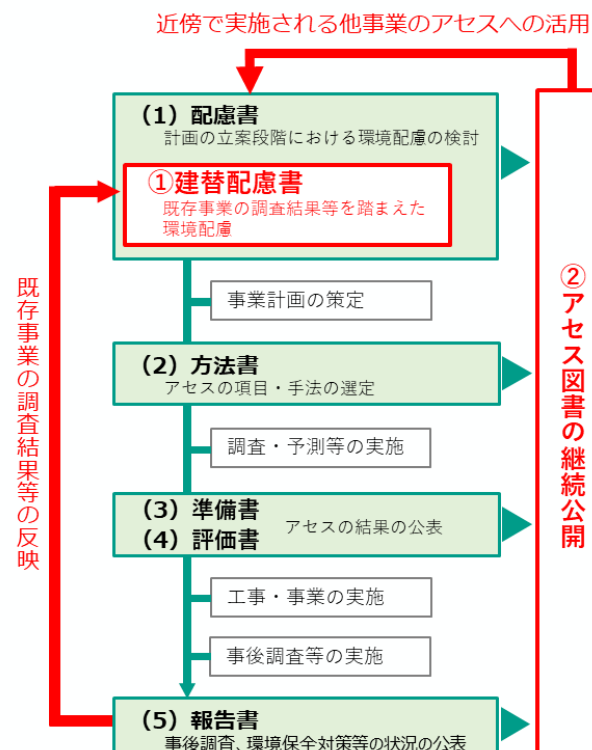 近傍で実施される他事業のアセスへの活用
(1)配慮書
計画の立案段階における環境配慮の検討
①建替配慮書
既存事業の調査結果等を踏まえた
環境配慮
事業計画の策定
(2)方法書
アセスの項目・手法の選定
調査・予測等の実施
(3)準備書
(4)評価書
アセスの結果の公表
工事・事業の実施
事後調査等の実施
(5)報告書
事後調査、環境保全対策等の状況の公表
既存事業の調査結果等の反映
②アセス図書の継続公開